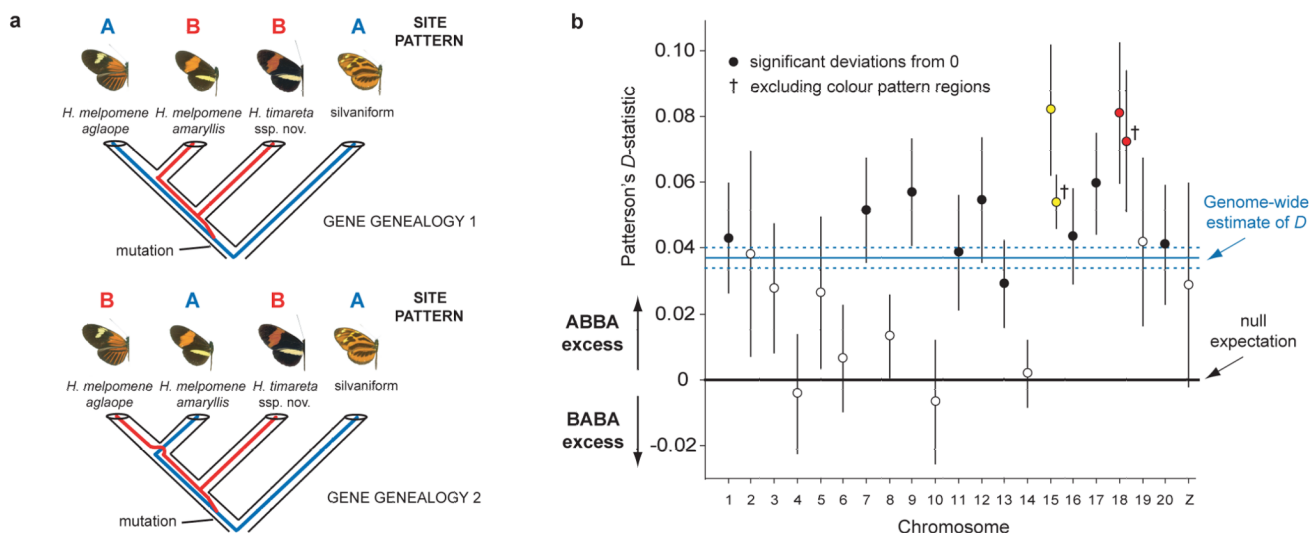 a
A B B A SITE
PATTERN
H. melpomene H. melpomene H. timareta silvaniform
aglaope amaryllis ssp. nov.
GENE GENEALOGY 1
mutation
B A B A SITE
PATTERN
H. melpomene H. melpomene H. timareta silvaniform
aglaope amaryllis ssp. nov.
GENE GENEALOGY 2
mutation
b
Patterson's D-statistic
0.10
0.08
0.06
0.04
0.02
0
-0.02
ABBA
excess
BABA
excess
● significant deviations from 0
† excluding colour pattern regions
†
†
Genome-wide
estimate of D
null
expectation
1 2 3 4 5 6 7 8 9 10 11 12 13 14 15 16 17 18 19 20 Z
Chromosome